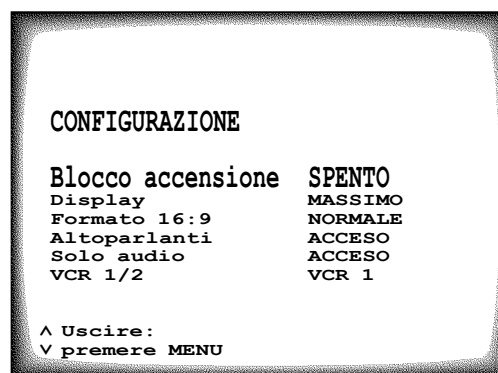 CONFIGURAZIONE
Blocco accensione SPENTO
Display MASSIMO
Formato 16:9 NORMALE
Altoparlanti ACCESO
Solo audio ACCESO
VCR 1/2 VCR 1
∧ Uscire:
∨ premere MENU